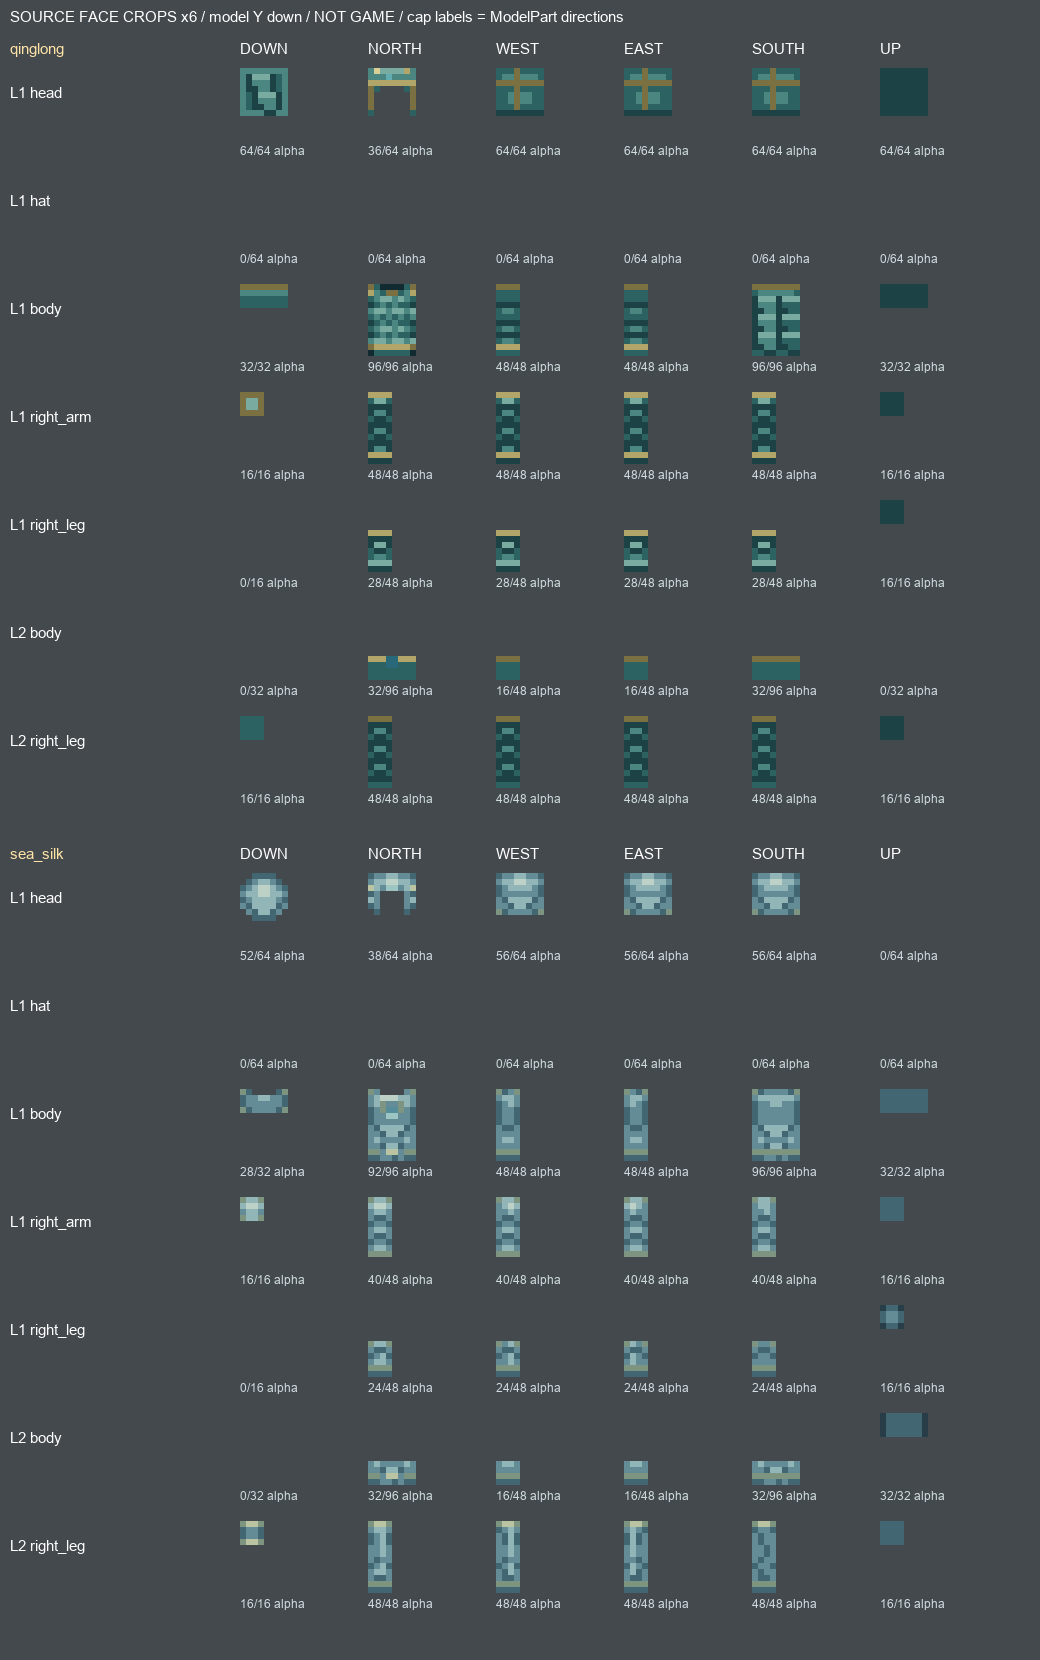 SOURCE FACE CROPS x6 / model Y down / NOT GAME / cap labels = ModelPart directions
qinglong DOWN NORTH WEST EAST SOUTH UP
L1 head
64/64 alpha 36/64 alpha 64/64 alpha 64/64 alpha 64/64 alpha 64/64 alpha
L1 hat
0/64 alpha 0/64 alpha 0/64 alpha 0/64 alpha 0/64 alpha 0/64 alpha
L1 body
32/32 alpha 96/96 alpha 48/48 alpha 48/48 alpha 96/96 alpha 32/32 alpha
L1 right_arm
16/16 alpha 48/48 alpha 48/48 alpha 48/48 alpha 48/48 alpha 16/16 alpha
L1 right_leg
0/16 alpha 28/48 alpha 28/48 alpha 28/48 alpha 28/48 alpha 16/16 alpha
L2 body
0/32 alpha 32/96 alpha 16/48 alpha 16/48 alpha 32/96 alpha 0/32 alpha
L2 right_leg
16/16 alpha 48/48 alpha 48/48 alpha 48/48 alpha 48/48 alpha 16/16 alpha
sea_silk DOWN NORTH WEST EAST SOUTH UP
L1 head
52/64 alpha 38/64 alpha 56/64 alpha 56/64 alpha 56/64 alpha 0/64 alpha
L1 hat
0/64 alpha 0/64 alpha 0/64 alpha 0/64 alpha 0/64 alpha 0/64 alpha
L1 body
28/32 alpha 92/96 alpha 48/48 alpha 48/48 alpha 96/96 alpha 32/32 alpha
L1 right_arm
16/16 alpha 40/48 alpha 40/48 alpha 40/48 alpha 40/48 alpha 16/16 alpha
L1 right_leg
0/16 alpha 24/48 alpha 24/48 alpha 24/48 alpha 24/48 alpha 16/16 alpha
L2 body
0/32 alpha 32/96 alpha 16/48 alpha 16/48 alpha 32/96 alpha 32/32 alpha
L2 right_leg
16/16 alpha 48/48 alpha 48/48 alpha 48/48 alpha 48/48 alpha 16/16 alpha